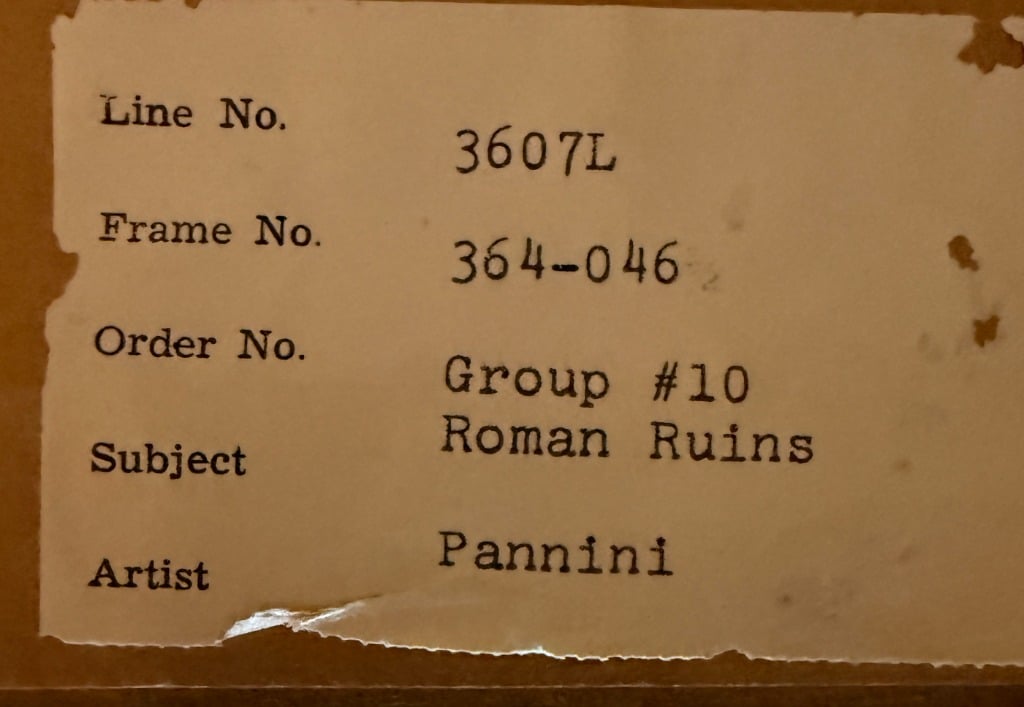 Line No. 3607L
Frame No. 364-046
Order No. Group #10
Roman Ruins
Subject
Artist Pannini